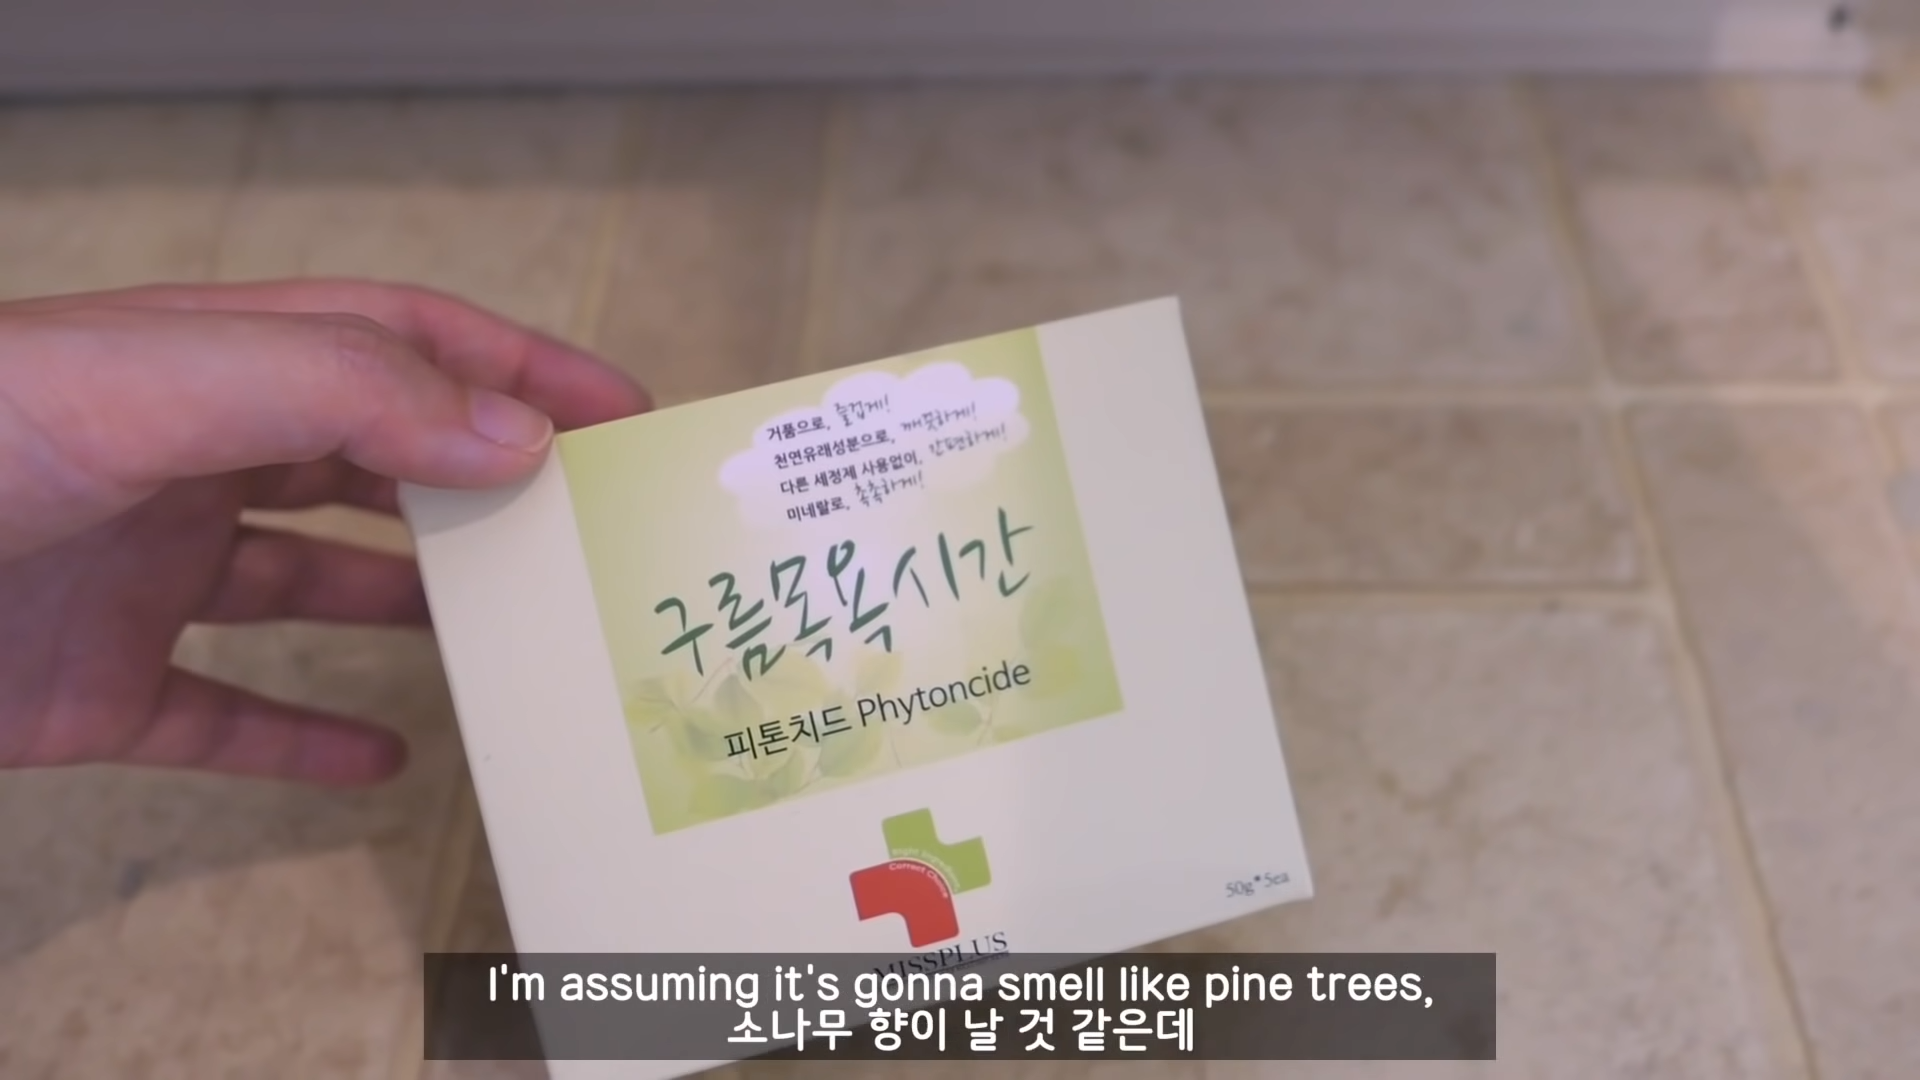 거품으로, 즐겁게!
천연유래성분으로, 깨끗하게!
다른 세정제 사용없이, 간편하게!
미네랄로, 촉촉하게!
구름목욕시간
피톤치드 Phytoncide
Correct Choice
50g*5ea
MISSPLUS
I'm assuming it's gonna smell like pine trees,
소나무 향이 날 것 같은데